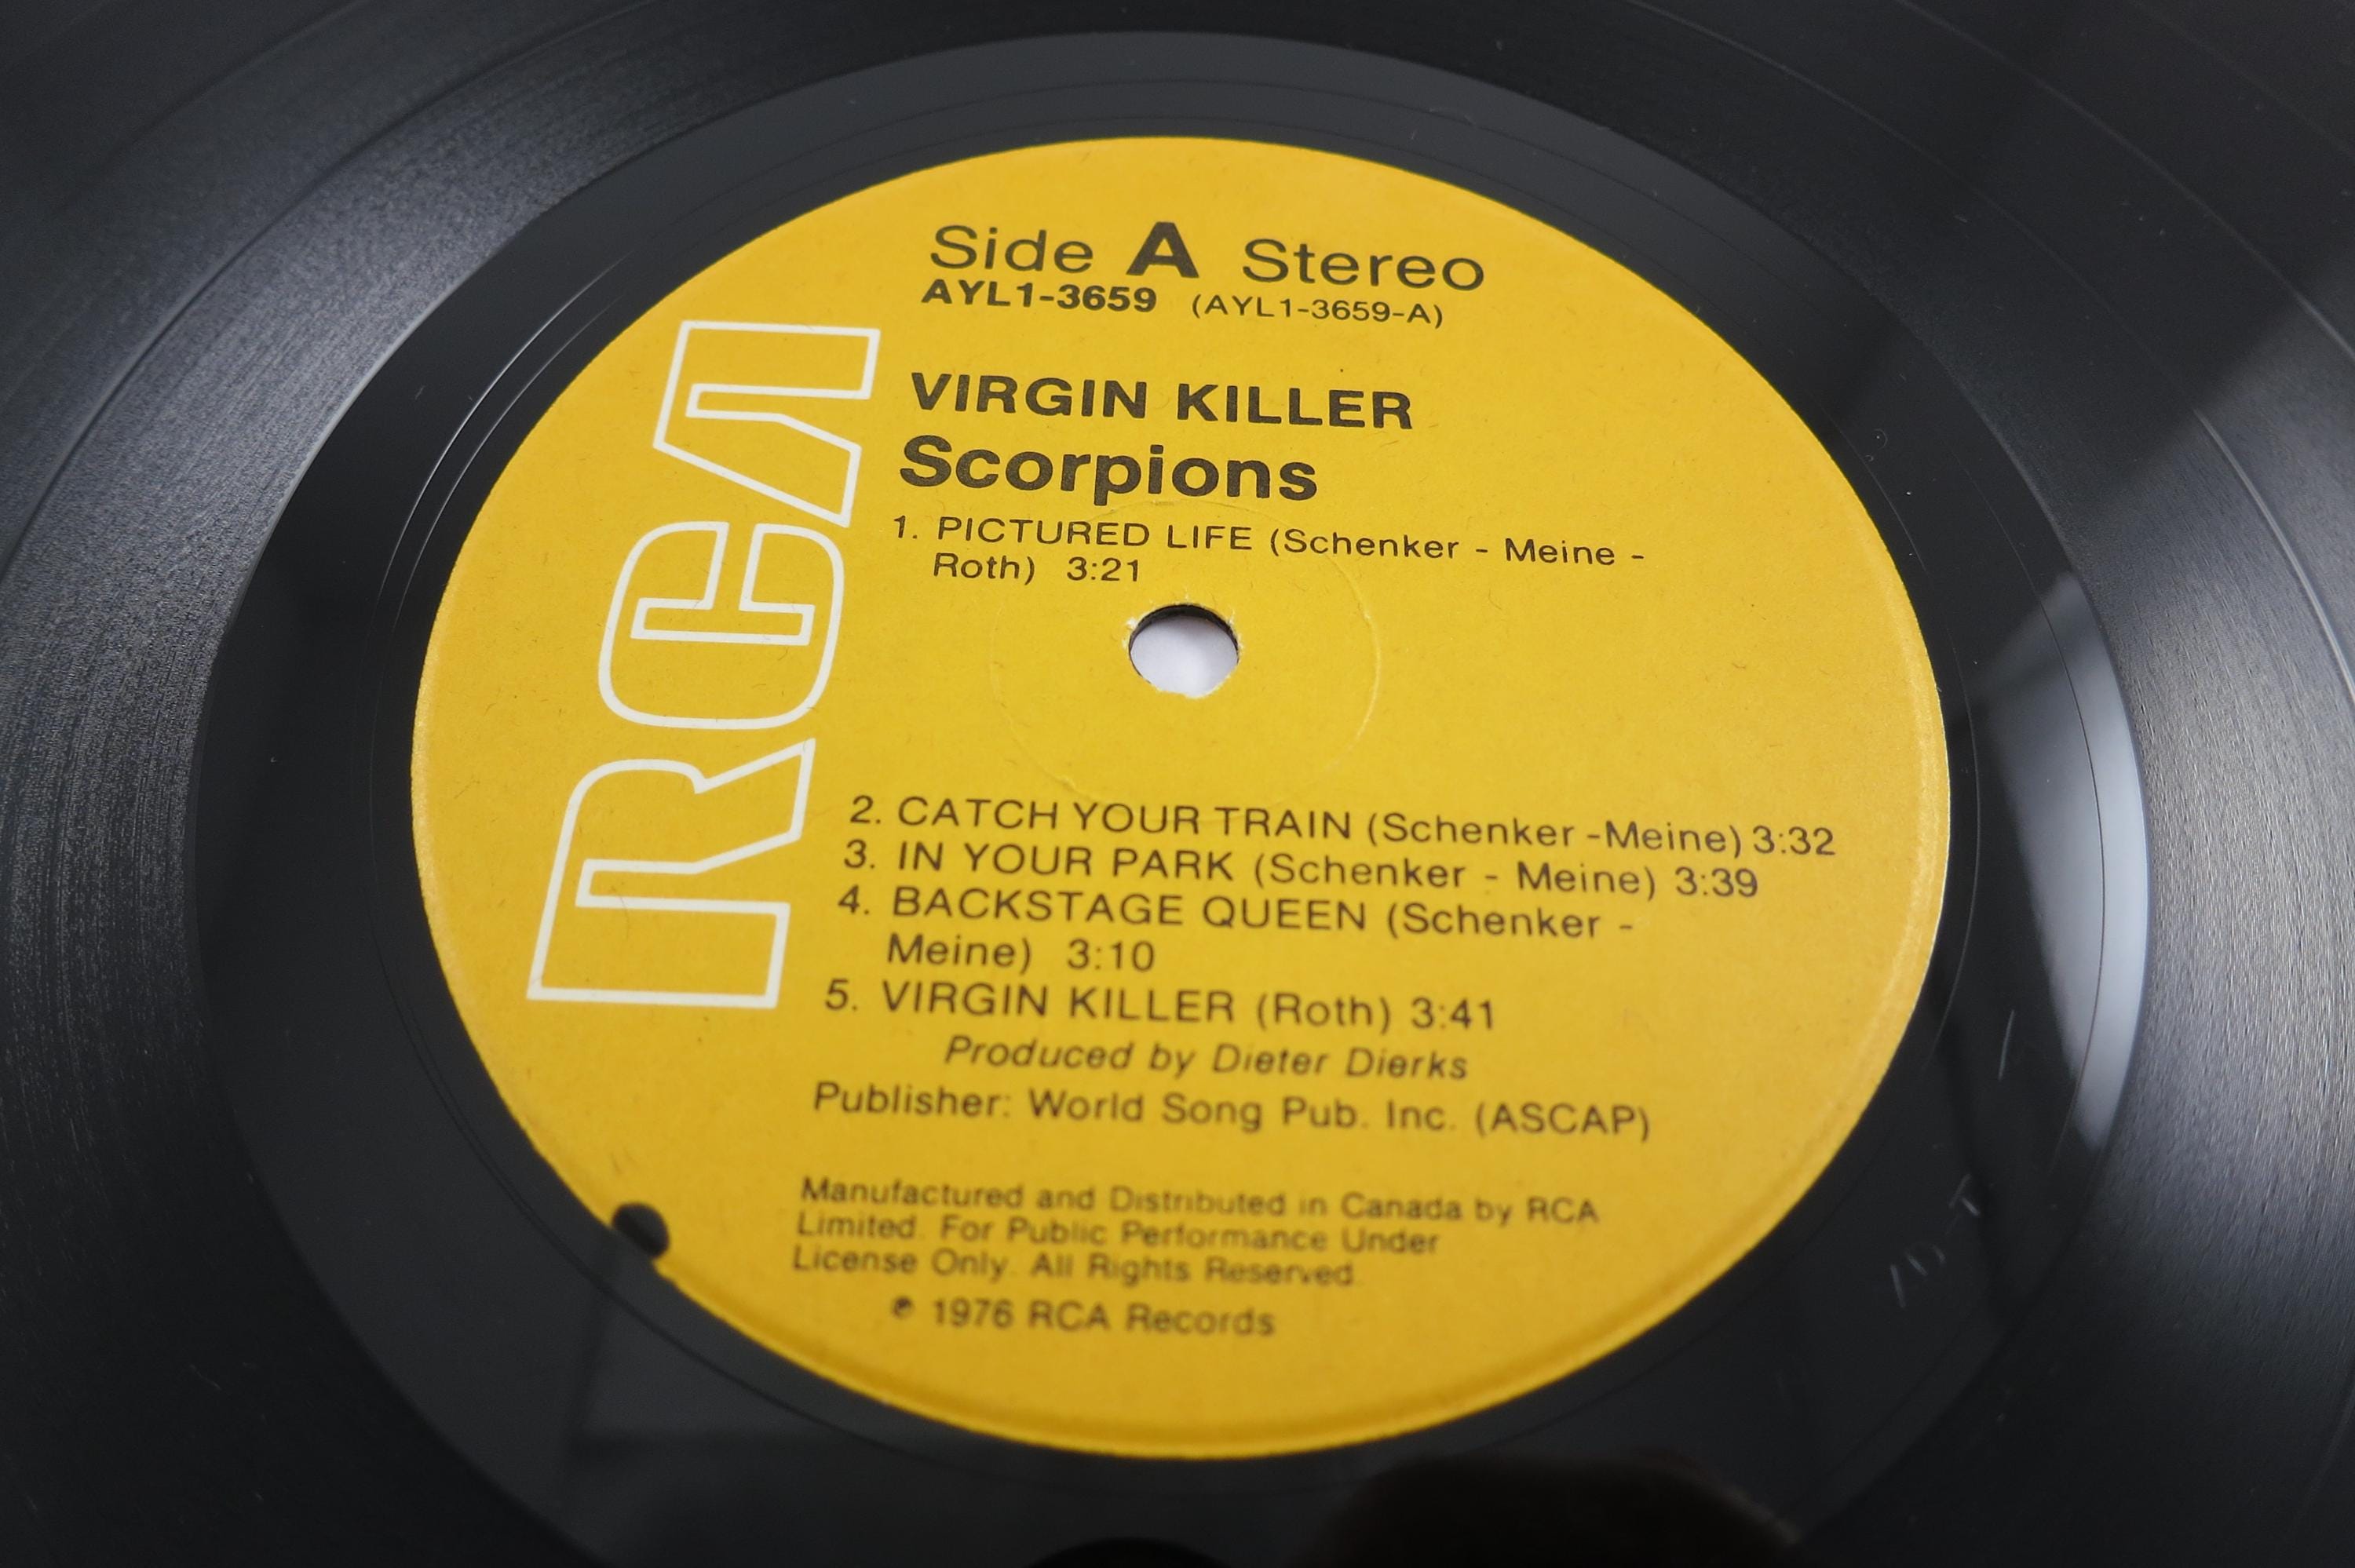 Side A Stereo
AYL1-3659 (AYL1-3659-A)
RCA
VIRGIN KILLER
Scorpions
1. PICTURED LIFE (Schenker - Meine -
Roth) 3:21
2. CATCH YOUR TRAIN (Schenker -Meine) 3:32
3. IN YOUR PARK (Schenker - Meine) 3:39
4. BACKSTAGE QUEEN (Schenker -
Meine) 3:10
5. VIRGIN KILLER (Roth) 3:41
Produced by Dieter Dierks
Publisher: World Song Pub. Inc. (ASCAP)
Manufactured and Distributed in Canada by RCA
Limited. For Public Performance Under
License Only. All Rights Reserved.
℗ 1976 RCA Records